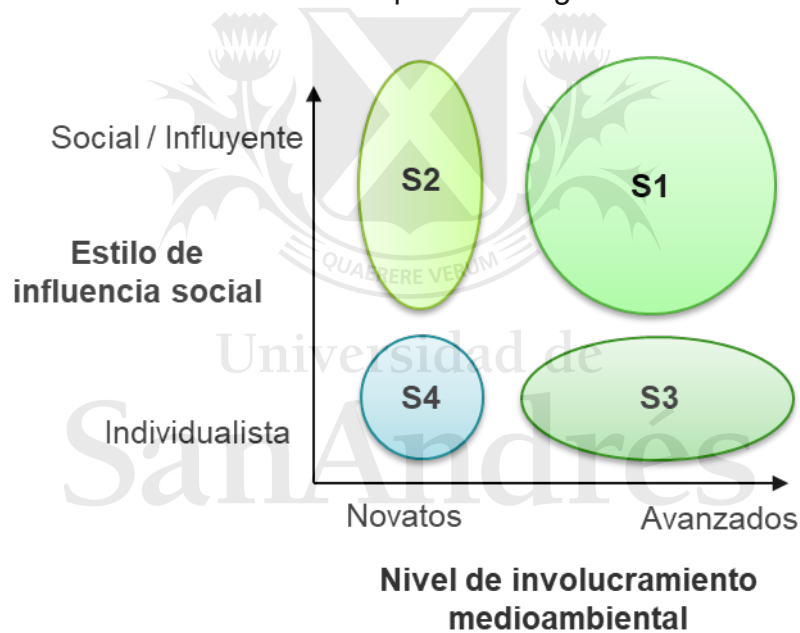 Social / Influyente
S2
S1
Estilo de
influencia social
QUAERERE VERUM
Universidad de
SanAndrés
S4
S3
Individualista
Novatos
Avanzados
Nivel de involucramiento
medioambiental